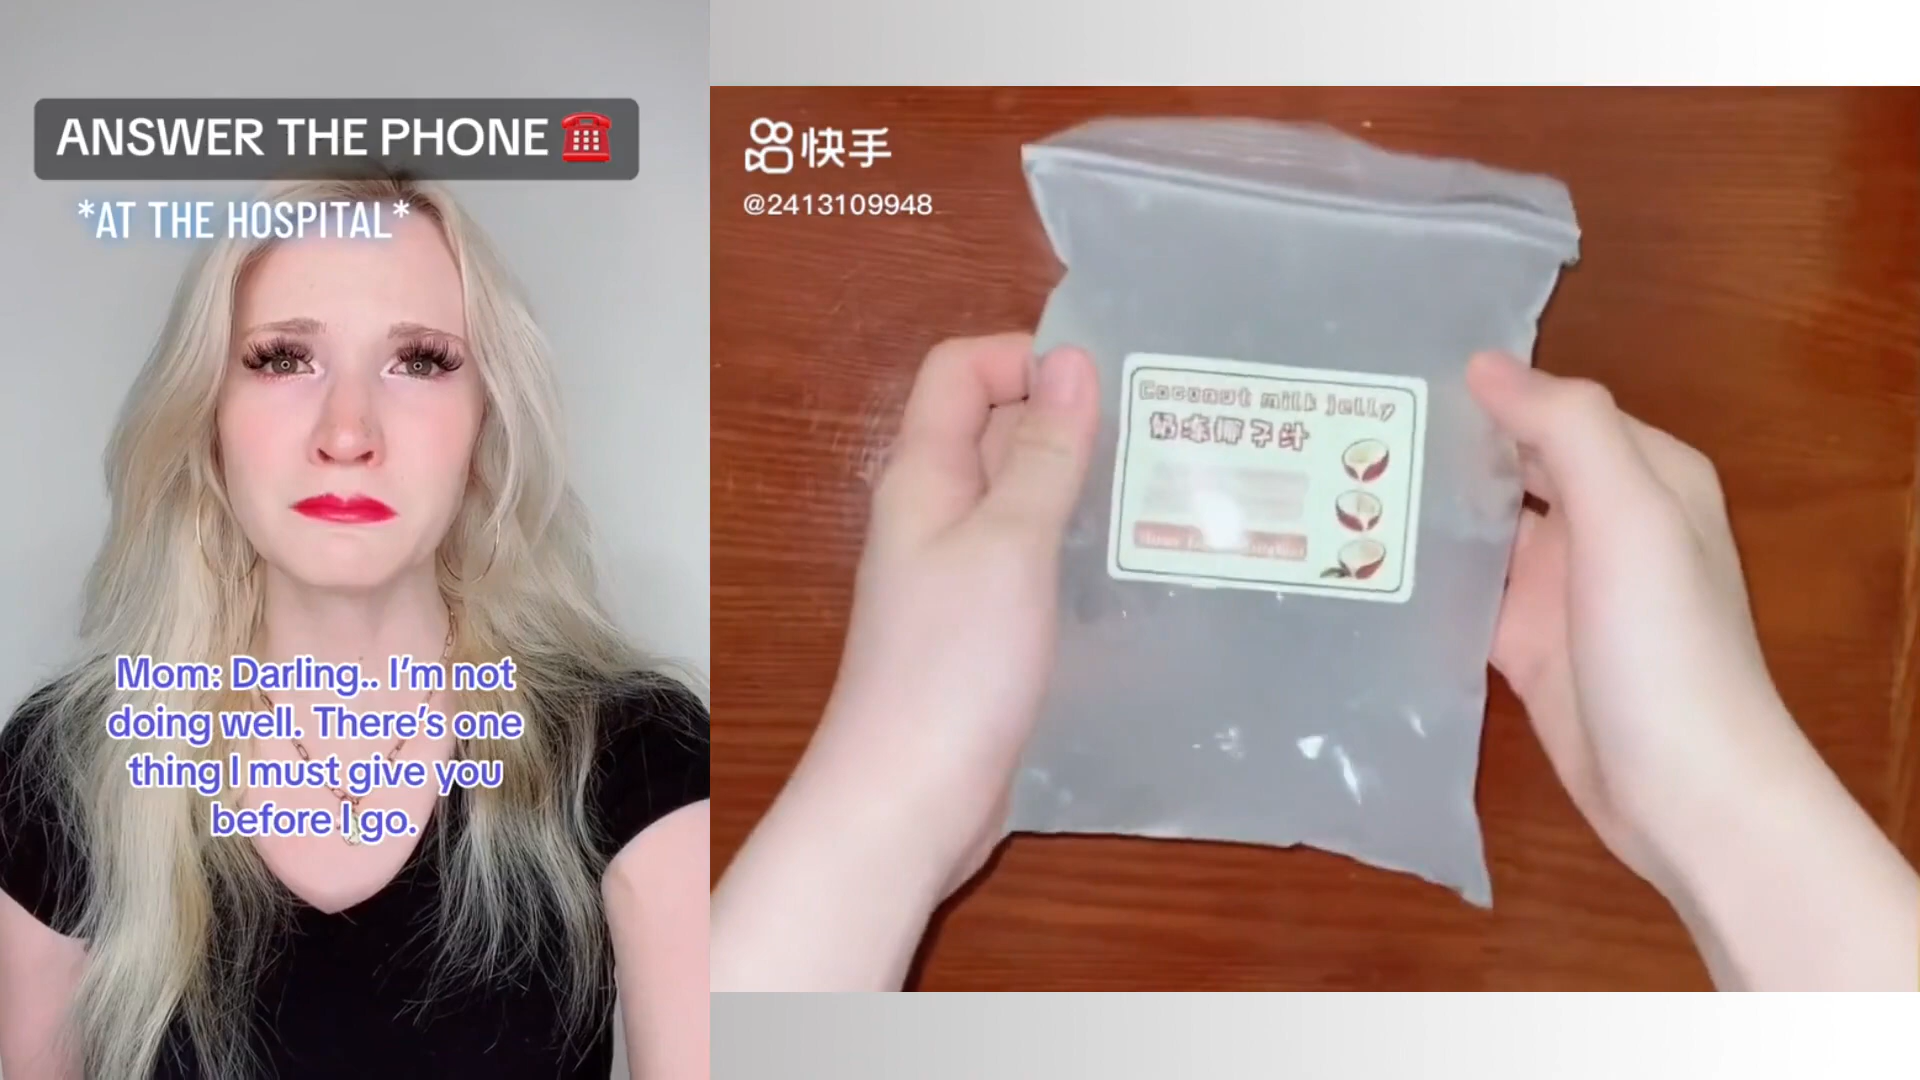 ANSWER THE PHONE ☎️
*AT THE HOSPITAL*
Mom: Darling.. I'm not
doing well. There's one
thing I must give you
before I go.
快手
@2413109948
Coconut milk jelly
奶冻椰子汁